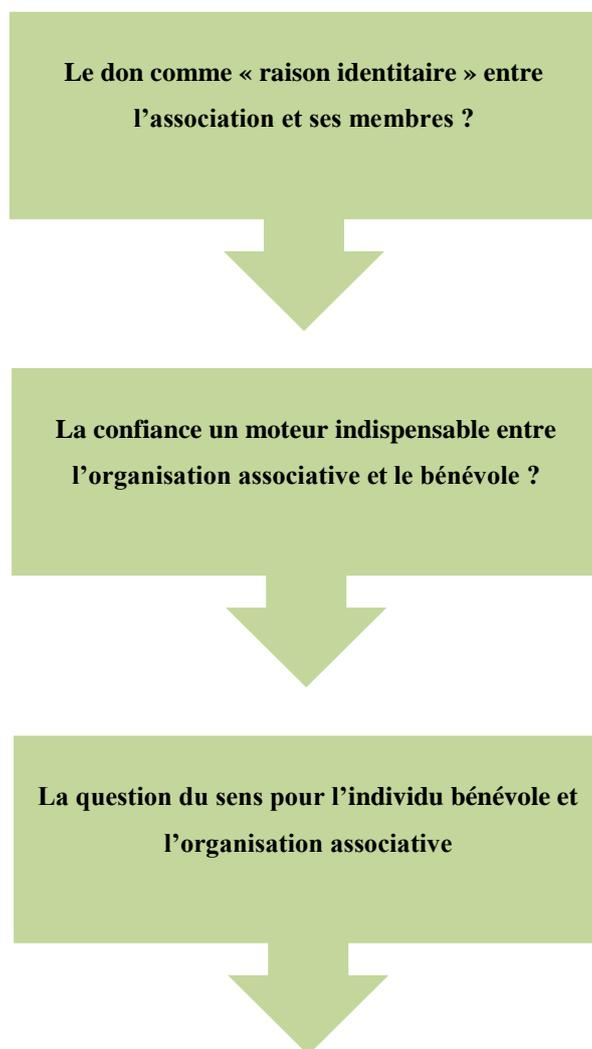 Le don comme « raison identitaire » entre
l’association et ses membres ?
La confiance un moteur indispensable entre
l’organisation associative et le bénévole ?
La question du sens pour l’individu bénévole et
l’organisation associative